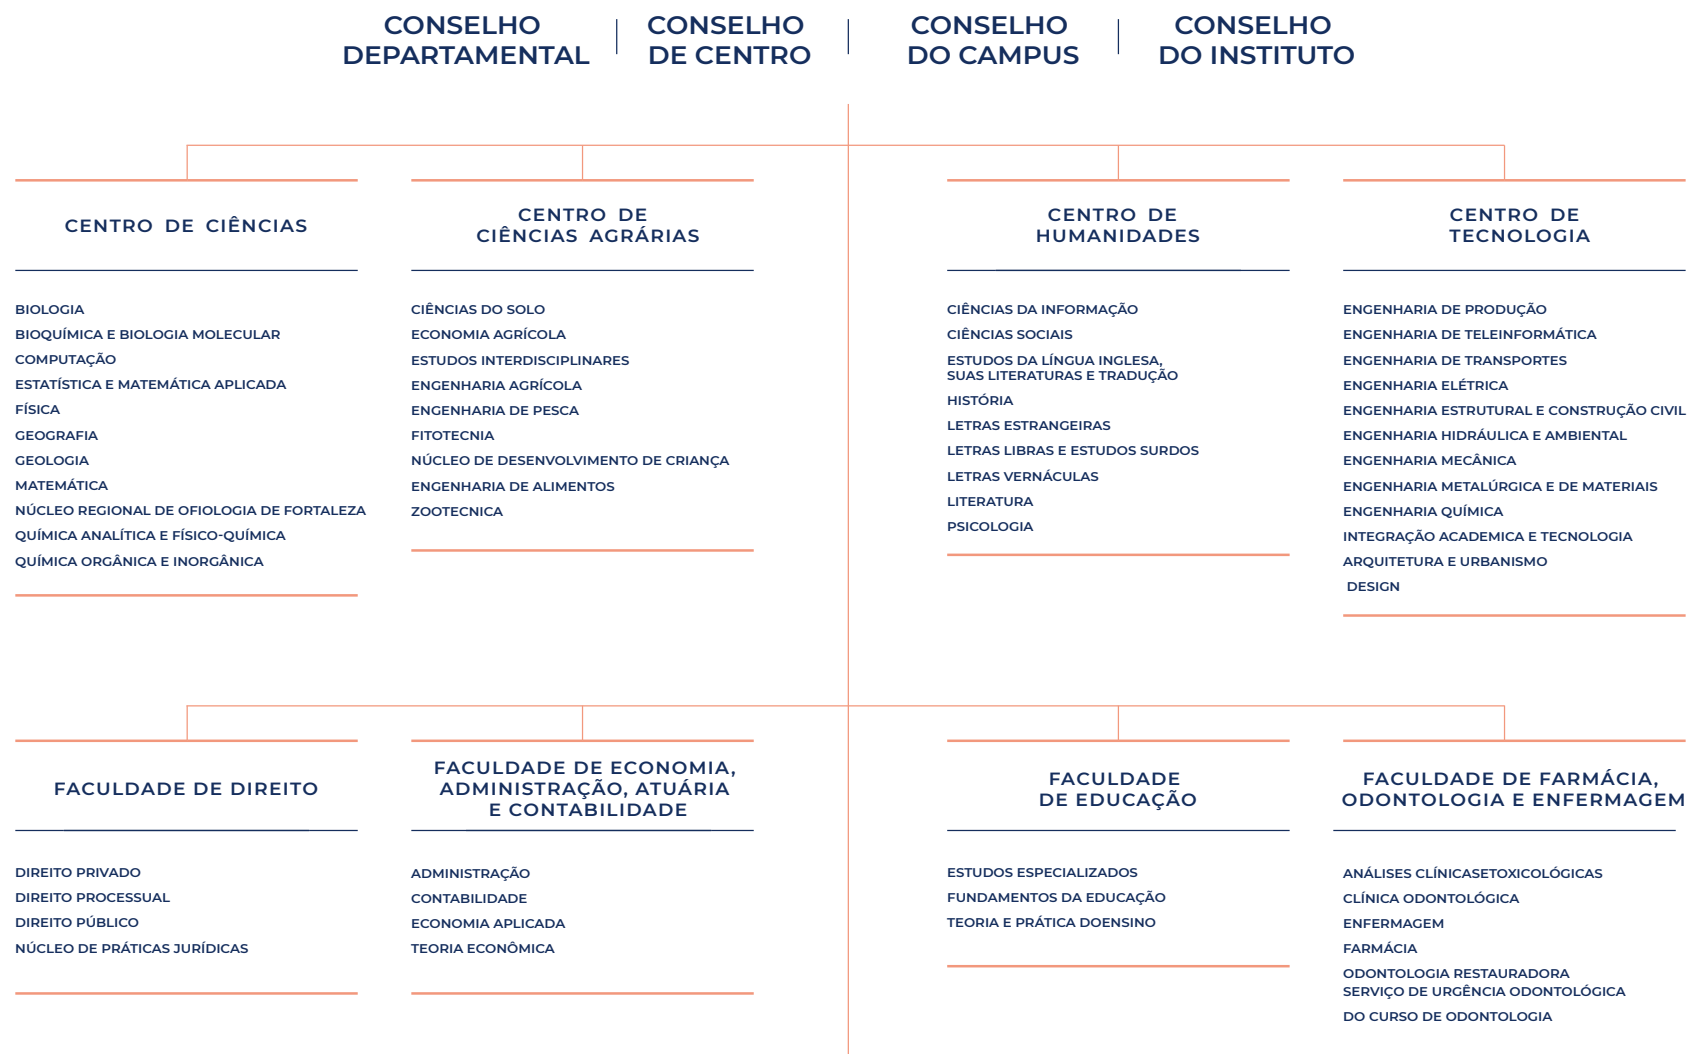 CONSELHO
DEPARTAMENTAL
CONSELHO
DE CENTRO
CONSELHO
DO CAMPUS
CONSELHO
DO INSTITUTO
CENTRO DE CIÊNCIAS
BIOLOGIA
BIOQUÍMICA E BIOLOGIA MOLECULAR
COMPUTAÇÃO
ESTATÍSTICA E MATEMÁTICA APLICADA
FÍSICA
GEOGRAFIA
GEOLOGIA
MATEMÁTICA
NÚCLEO REGIONAL DE OFIOLOGIA DE FORTALEZA
QUÍMICA ANALÍTICA E FÍSICO-QUÍMICA
QUÍMICA ORGÂNICA E INORGÂNICA
CENTRO DE
CIÊNCIAS AGRÁRIAS
CIÊNCIAS DO SOLO
ECONOMIA AGRÍCOLA
ESTUDOS INTERDISCIPLINARES
ENGENHARIA AGRÍCOLA
ENGENHARIA DE PESCA
FITOTECNIA
NÚCLEO DE DESENVOLVIMENTO DE CRIANÇA
ENGENHARIA DE ALIMENTOS
ZOOTECNICA
CENTRO DE
HUMANIDADES
CIÊNCIAS DA INFORMAÇÃO
CIÊNCIAS SOCIAIS
ESTUDOS DA LÍNGUA INGLESA,
SUAS LITERATURAS E TRADUÇÃO
HISTÓRIA
LETRAS ESTRANGEIRAS
LETRAS LIBRAS E ESTUDOS SURDOS
LETRAS VERNÁCULAS
LITERATURA
PSICOLOGIA
CENTRO DE
TECNOLOGIA
ENGENHARIA DE PRODUÇÃO
ENGENHARIA DE TELEINFORMÁTICA
ENGENHARIA DE TRANSPORTES
ENGENHARIA ELÉTRICA
ENGENHARIA ESTRUTURAL E CONSTRUÇÃO CIVIL
ENGENHARIA HIDRÁULICA E AMBIENTAL
ENGENHARIA MECÂNICA
ENGENHARIA METALÚRGICA E DE MATERIAIS
ENGENHARIA QUÍMICA
INTEGRAÇÃO ACADEMICA E TECNOLOGIA
ARQUITETURA E URBANISMO
DESIGN
FACULDADE DE DIREITO
DIREITO PRIVADO
DIREITO PROCESSUAL
DIREITO PÚBLICO
NÚCLEO DE PRÁTICAS JURÍDICAS
FACULDADE DE ECONOMIA,
ADMINISTRAÇÃO, ATUÁRIA
E CONTABILIDADE
ADMINISTRAÇÃO
CONTABILIDADE
ECONOMIA APLICADA
TEORIA ECONÔMICA
FACULDADE
DE EDUCAÇÃO
ESTUDOS ESPECIALIZADOS
FUNDAMENTOS DA EDUCAÇÃO
TEORIA E PRÁTICA DOENSINO
FACULDADE DE FARMÁCIA,
ODONTOLOGIA E ENFERMAGEM
ANÁLISES CLÍNICASETOXICOLÓGICAS
CLÍNICA ODONTOLÓGICA
ENFERMAGEM
FARMÁCIA
ODONTOLOGIA RESTAURADORA
SERVIÇO DE URGÊNCIA ODONTOLÓGICA
DO CURSO DE ODONTOLOGIA